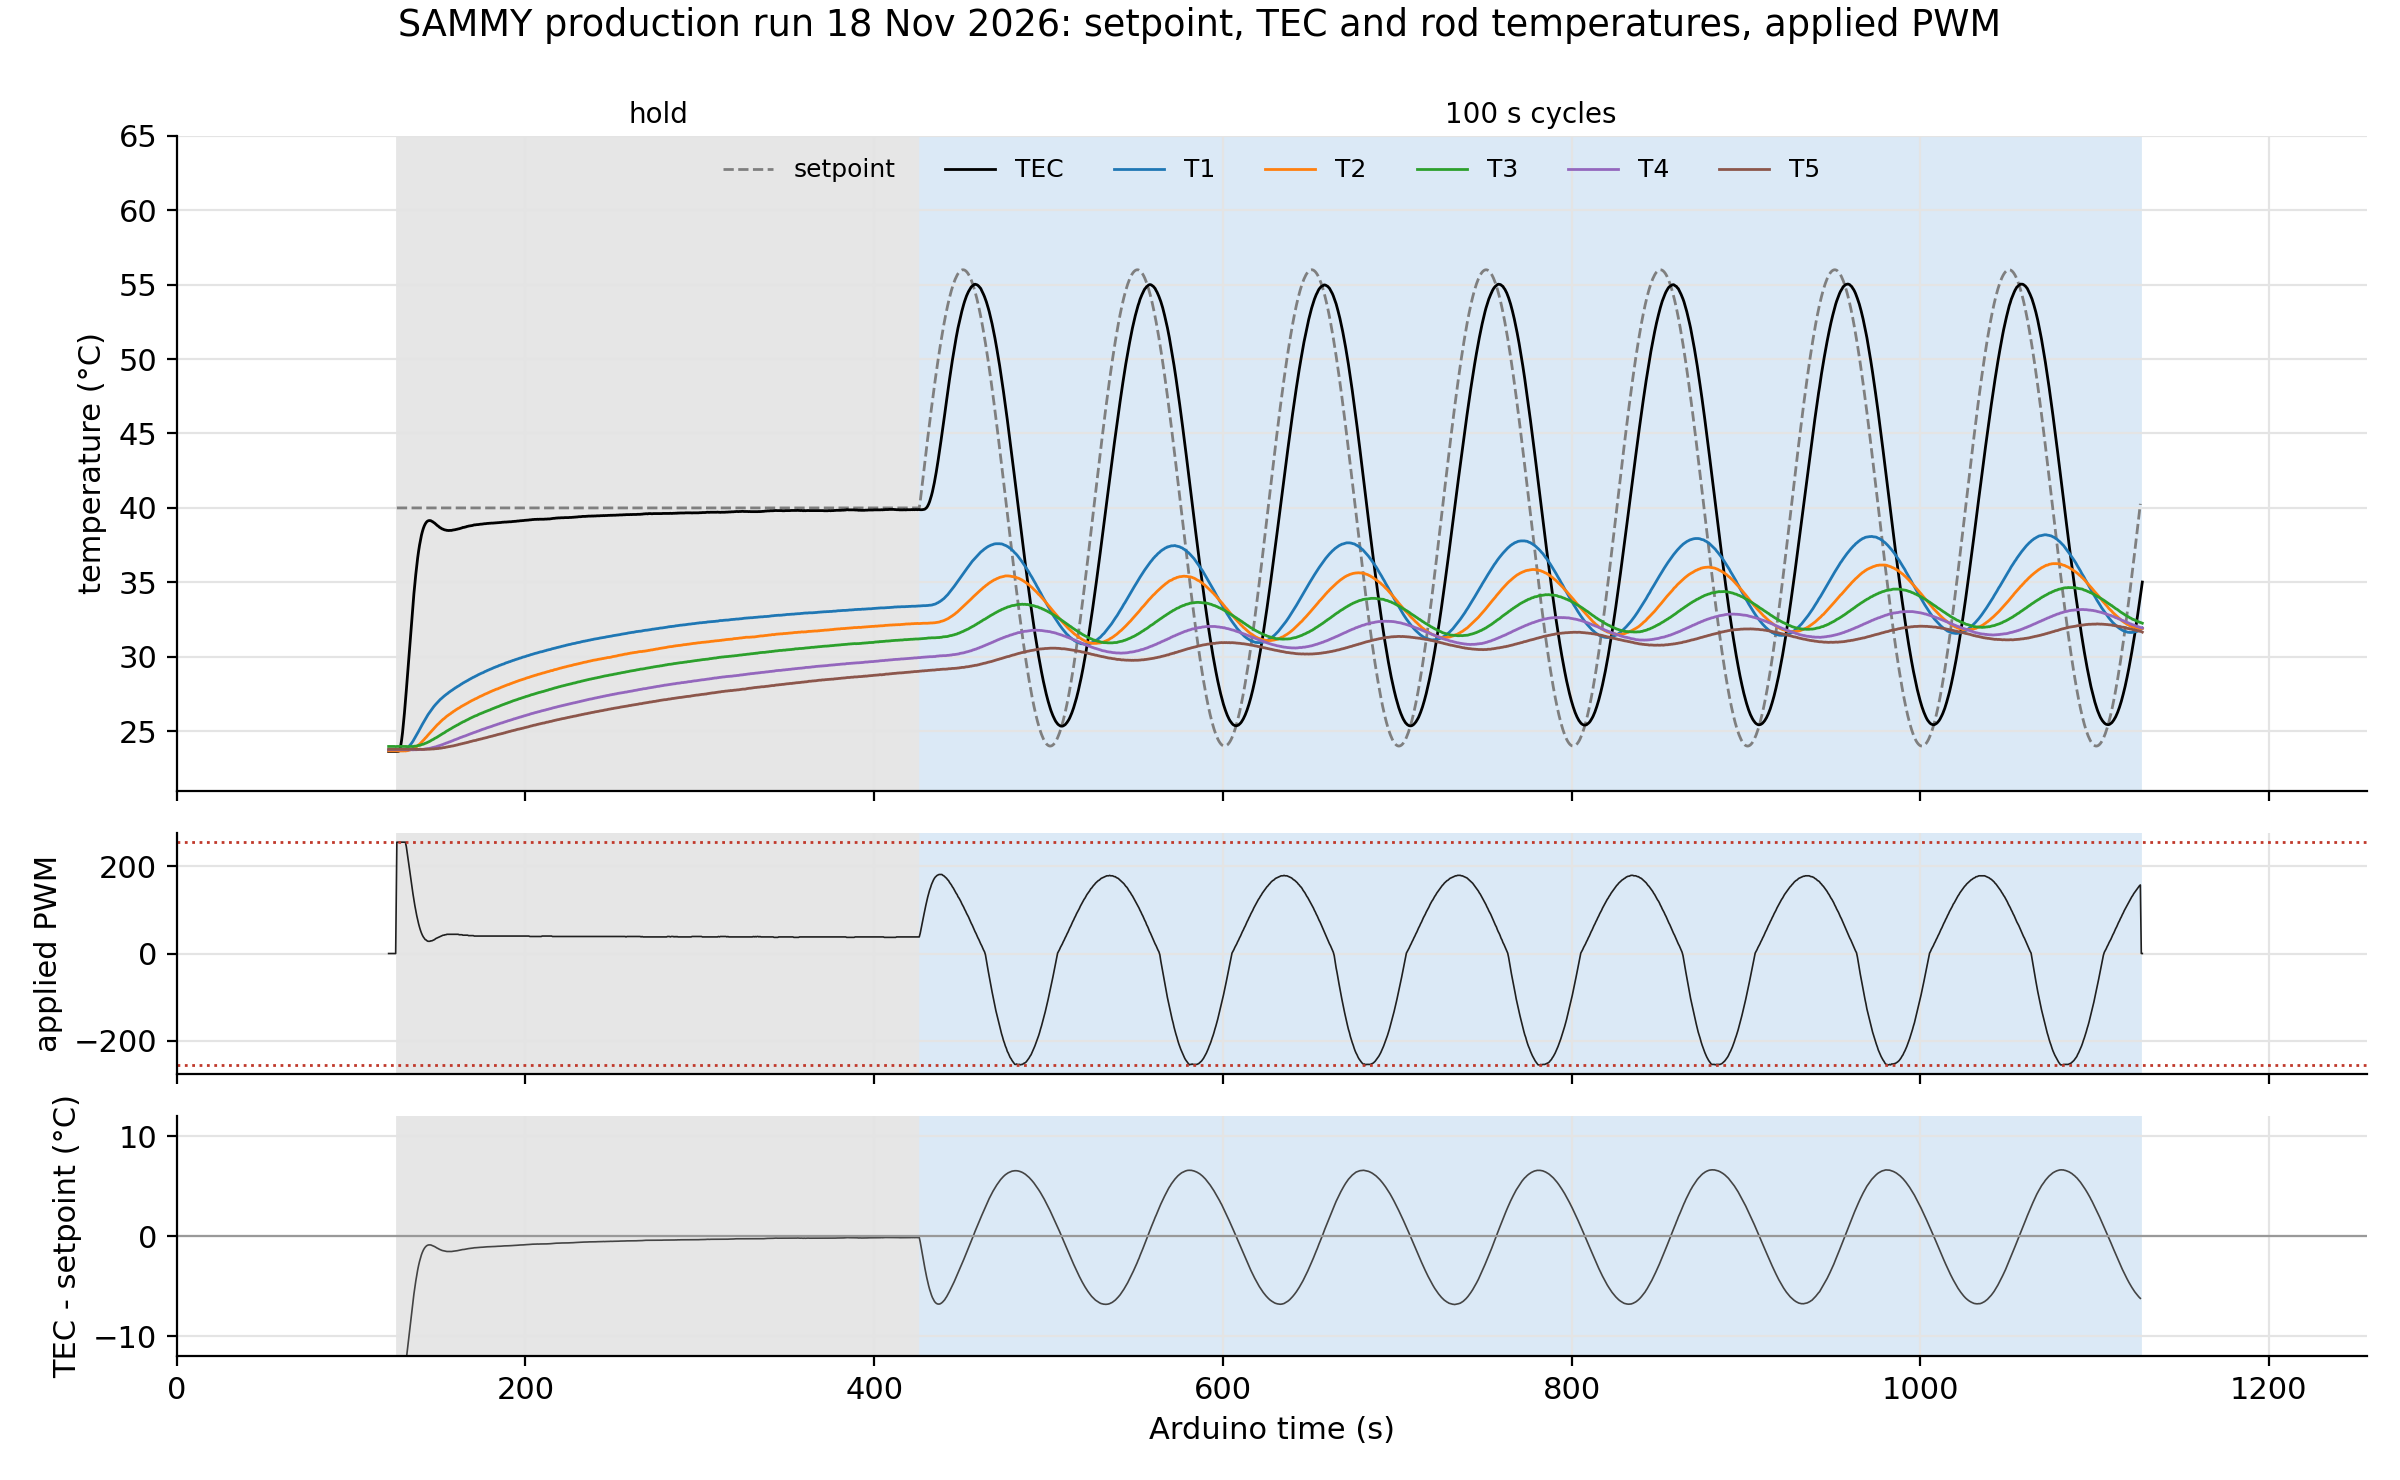 SAMMY production run 18 Nov 2026: setpoint, TEC and rod temperatures, applied PWM
hold
100 s cycles
setpoint
TEC
T1
T2
T3
T4
T5
temperature (°C)
65
60
55
50
45
40
35
30
25
applied PWM
200
0
−200
TEC - setpoint (°C)
10
0
−10
0
200
400
600
800
1000
1200
Arduino time (s)